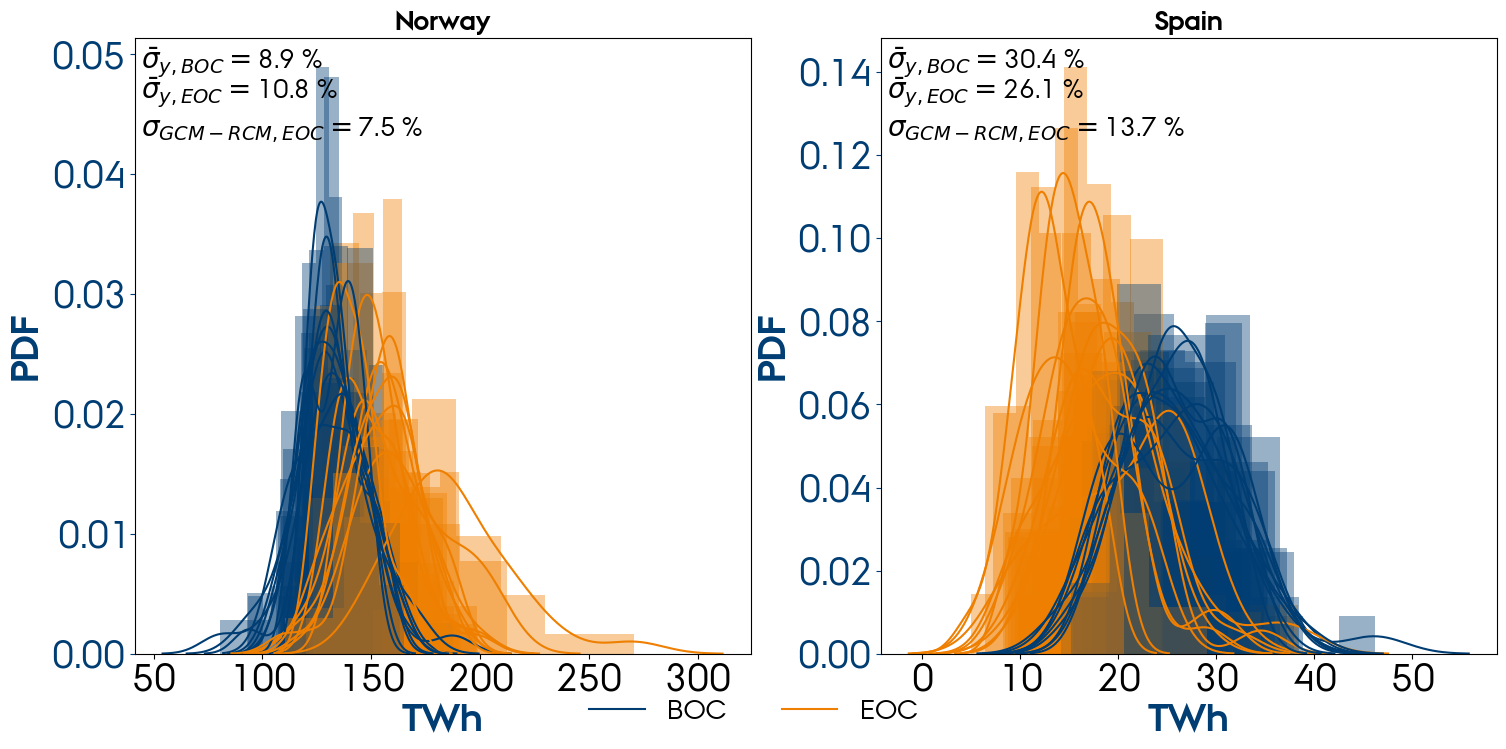 Norway
σ̄y, BOC = 8.9 %
σ̄y, EOC = 10.8 %
σGCM − RCM, EOC = 7.5 %
0.05
0.04
0.03
0.02
0.01
0.00
PDF
50 100 150 200 250 300
TWh
Spain
σ̄y, BOC = 30.4 %
σ̄y, EOC = 26.1 %
σGCM − RCM, EOC = 13.7 %
0.14
0.12
0.10
0.08
0.06
0.04
0.02
0.00
PDF
0 10 20 30 40 50
TWh
BOC EOC